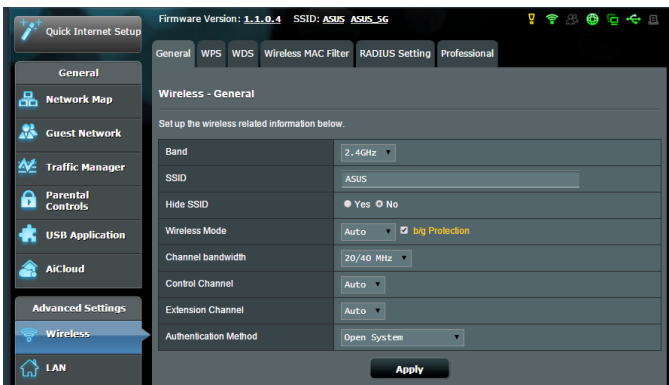 Quick Internet Setup
Firmware Version: 1.1.0.4 SSID: ASUS ASUS_5G
General WPS WDS Wireless MAC Filter RADIUS Setting Professional
General
Network Map
Guest Network
Traffic Manager
Parental Controls
USB Application
AiCloud
Advanced Settings
Wireless
LAN
Wireless - General
Set up the wireless related information below.
Band 2.4GHz
SSID ASUS
Hide SSID Yes No
Wireless Mode Auto b/g Protection
Channel bandwidth 20/40 MHz
Control Channel Auto
Extension Channel Auto
Authentication Method Open System
Apply